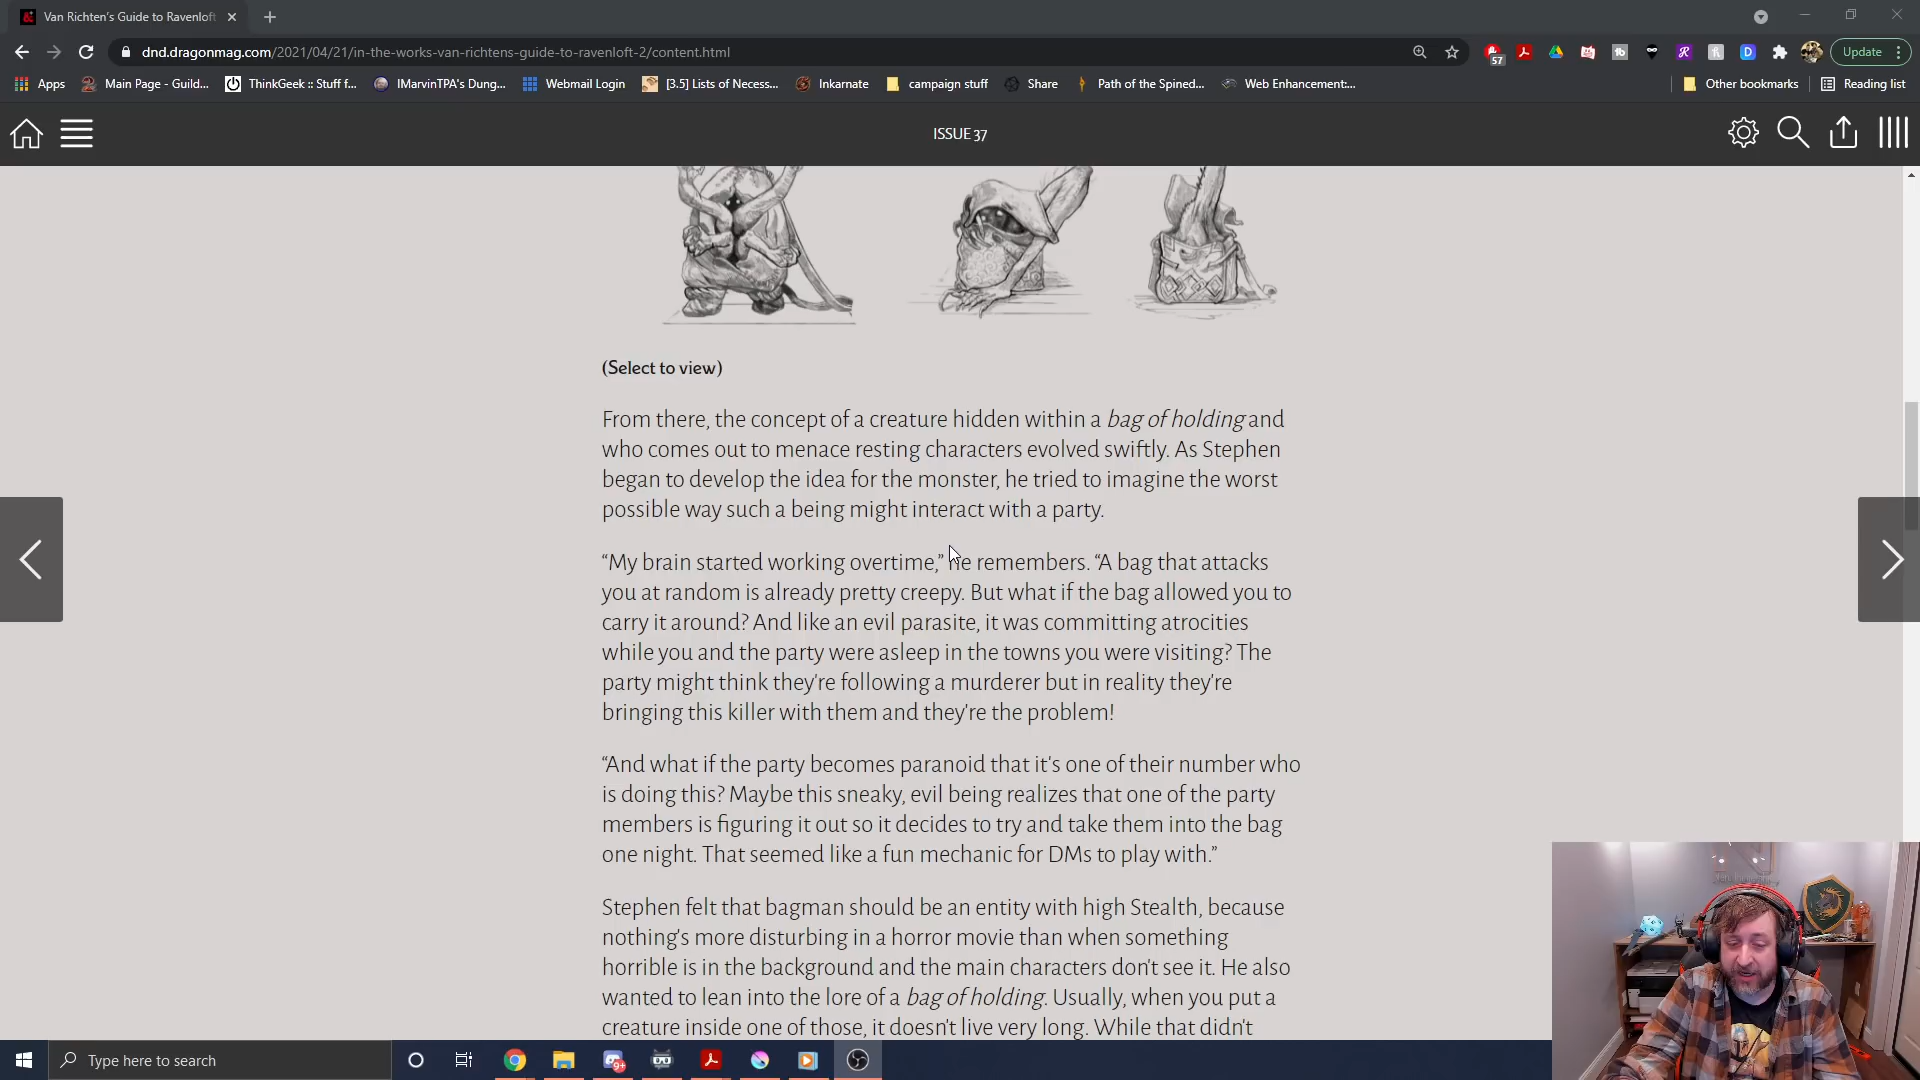 Van Richten's Guide to Ravenloft
dnd.dragonmag.com/2021/04/21/in-the-works-van-richtens-guide-to-ravenloft-2/content.html
57
Update
Apps
Main Page - Guild...
ThinkGeek :: Stuff f...
IMarvinTPA's Dung...
Webmail Login
[3.5] Lists of Necess...
Inkarnate
campaign stuff
Share
Path of the Spined...
Web Enhancement:...
Other bookmarks
Reading list
ISSUE 37
(Select to view)
From there, the concept of a creature hidden within a bag of holding and
who comes out to menace resting characters evolved swiftly. As Stephen
began to develop the idea for the monster, he tried to imagine the worst
possible way such a being might interact with a party.
“My brain started working overtime,” he remembers. “A bag that attacks
you at random is already pretty creepy. But what if the bag allowed you to
carry it around? And like an evil parasite, it was committing atrocities
while you and the party were asleep in the towns you were visiting? The
party might think they're following a murderer but in reality they're
bringing this killer with them and they're the problem!
“And what if the party becomes paranoid that it's one of their number who
is doing this? Maybe this sneaky, evil being realizes that one of the party
members is figuring it out so it decides to try and take them into the bag
one night. That seemed like a fun mechanic for DMs to play with.”
Stephen felt that bagman should be an entity with high Stealth, because
nothing's more disturbing in a horror movie than when something
horrible is in the background and the main characters don't see it. He also
wanted to lean into the lore of a bag of holding. Usually, when you put a
creature inside one of those, it doesn't live very long. While that didn't
Type here to search
9+